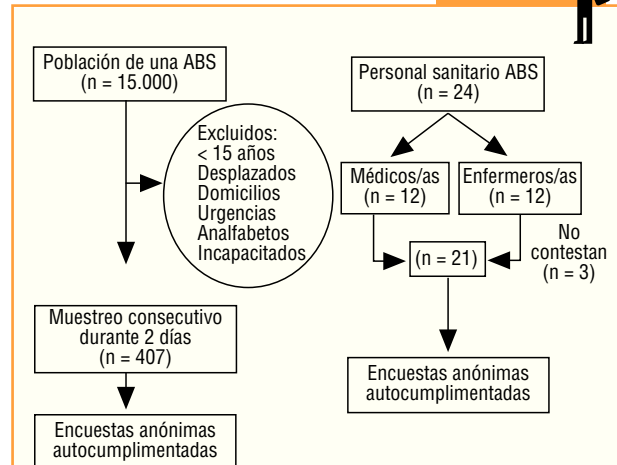 Población de una ABS
(n = 15.000)
Excluidos:
< 15 años
Desplazados
Domicilios
Urgencias
Analfabetos
Incapacitados
Muestreo consecutivo
durante 2 días
(n = 407)
Encuestas anónimas
autocumplimentadas
Personal sanitario ABS
(n = 24)
Médicos/as
(n = 12)
Enfermeros/as
(n = 12)
No
contestan
(n = 3)
(n = 21)
Encuestas anónimas
autocumplimentadas